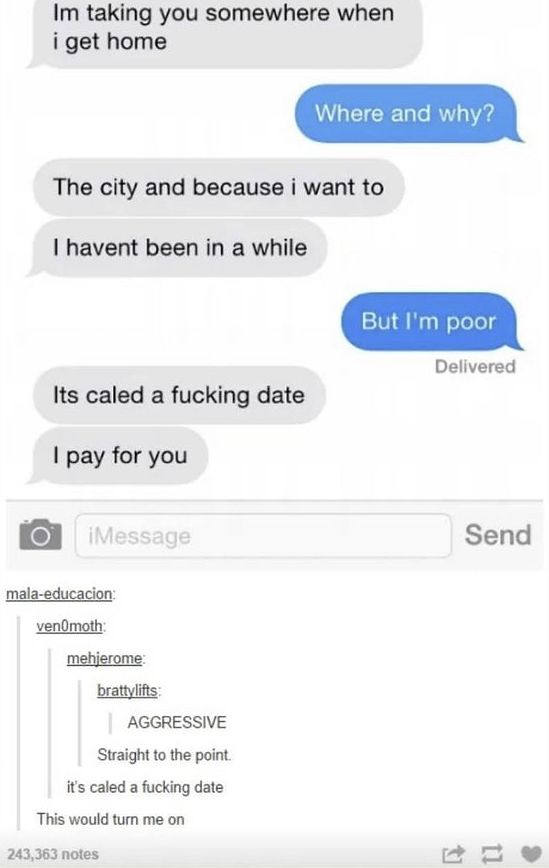 Im taking you somewhere when
i get home
Where and why?
The city and because i want to
I havent been in a while
But I'm poor
Delivered
Its caled a fucking date
I pay for you
iMessage
Send
mala-educacion:
ven0moth:
mehjerome:
brattylifts:
AGGRESSIVE
Straight to the point.
it's caled a fucking date
This would turn me on
243,363 notes